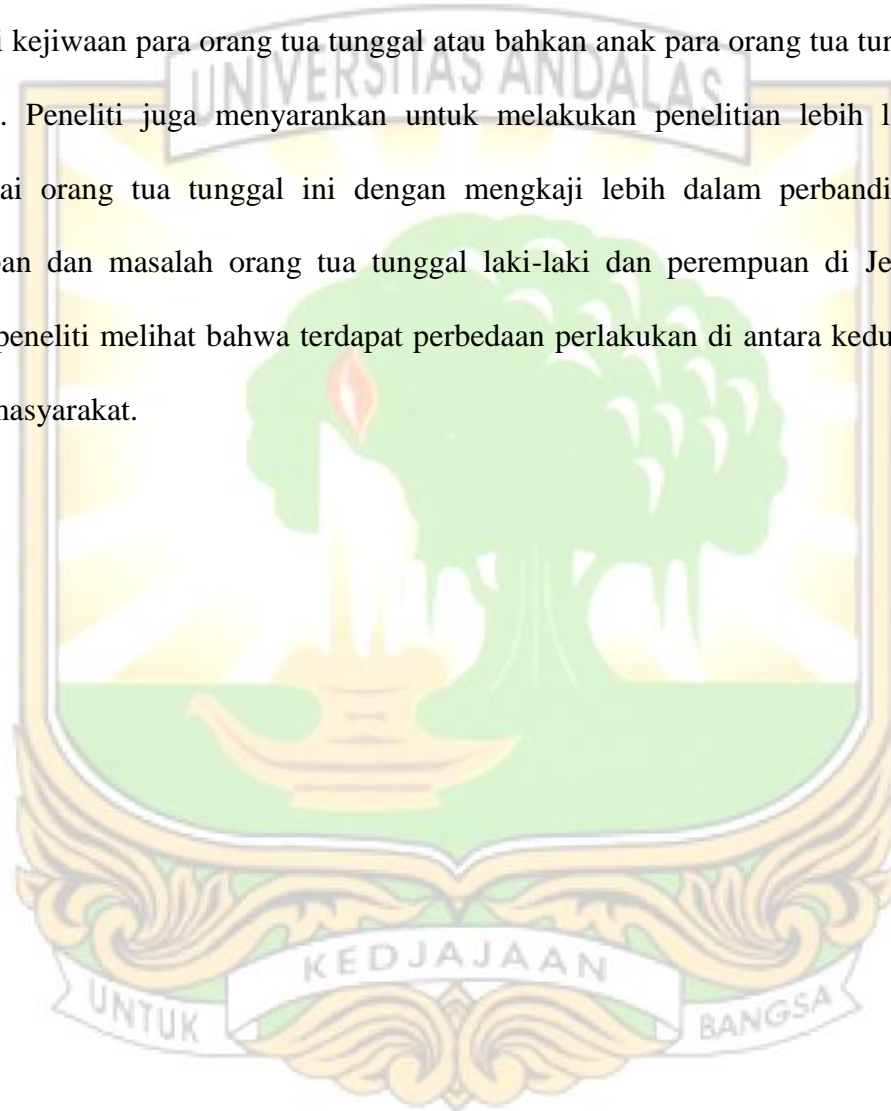 i kejiwaan para orang tua tunggal atau bahkan anak para orang tua tun
. Peneliti juga menyarankan untuk melakukan penelitian lebih l
ai orang tua tunggal ini dengan mengkaji lebih dalam perbandi
an dan masalah orang tua tunggal laki-laki dan perempuan di Je
peneliti melihat bahwa terdapat perbedaan perlakukan di antara kedu
masyarakat.
UNIVERSITAS ANDALAS
KEDJAJAAN
UNTUK BANGSA